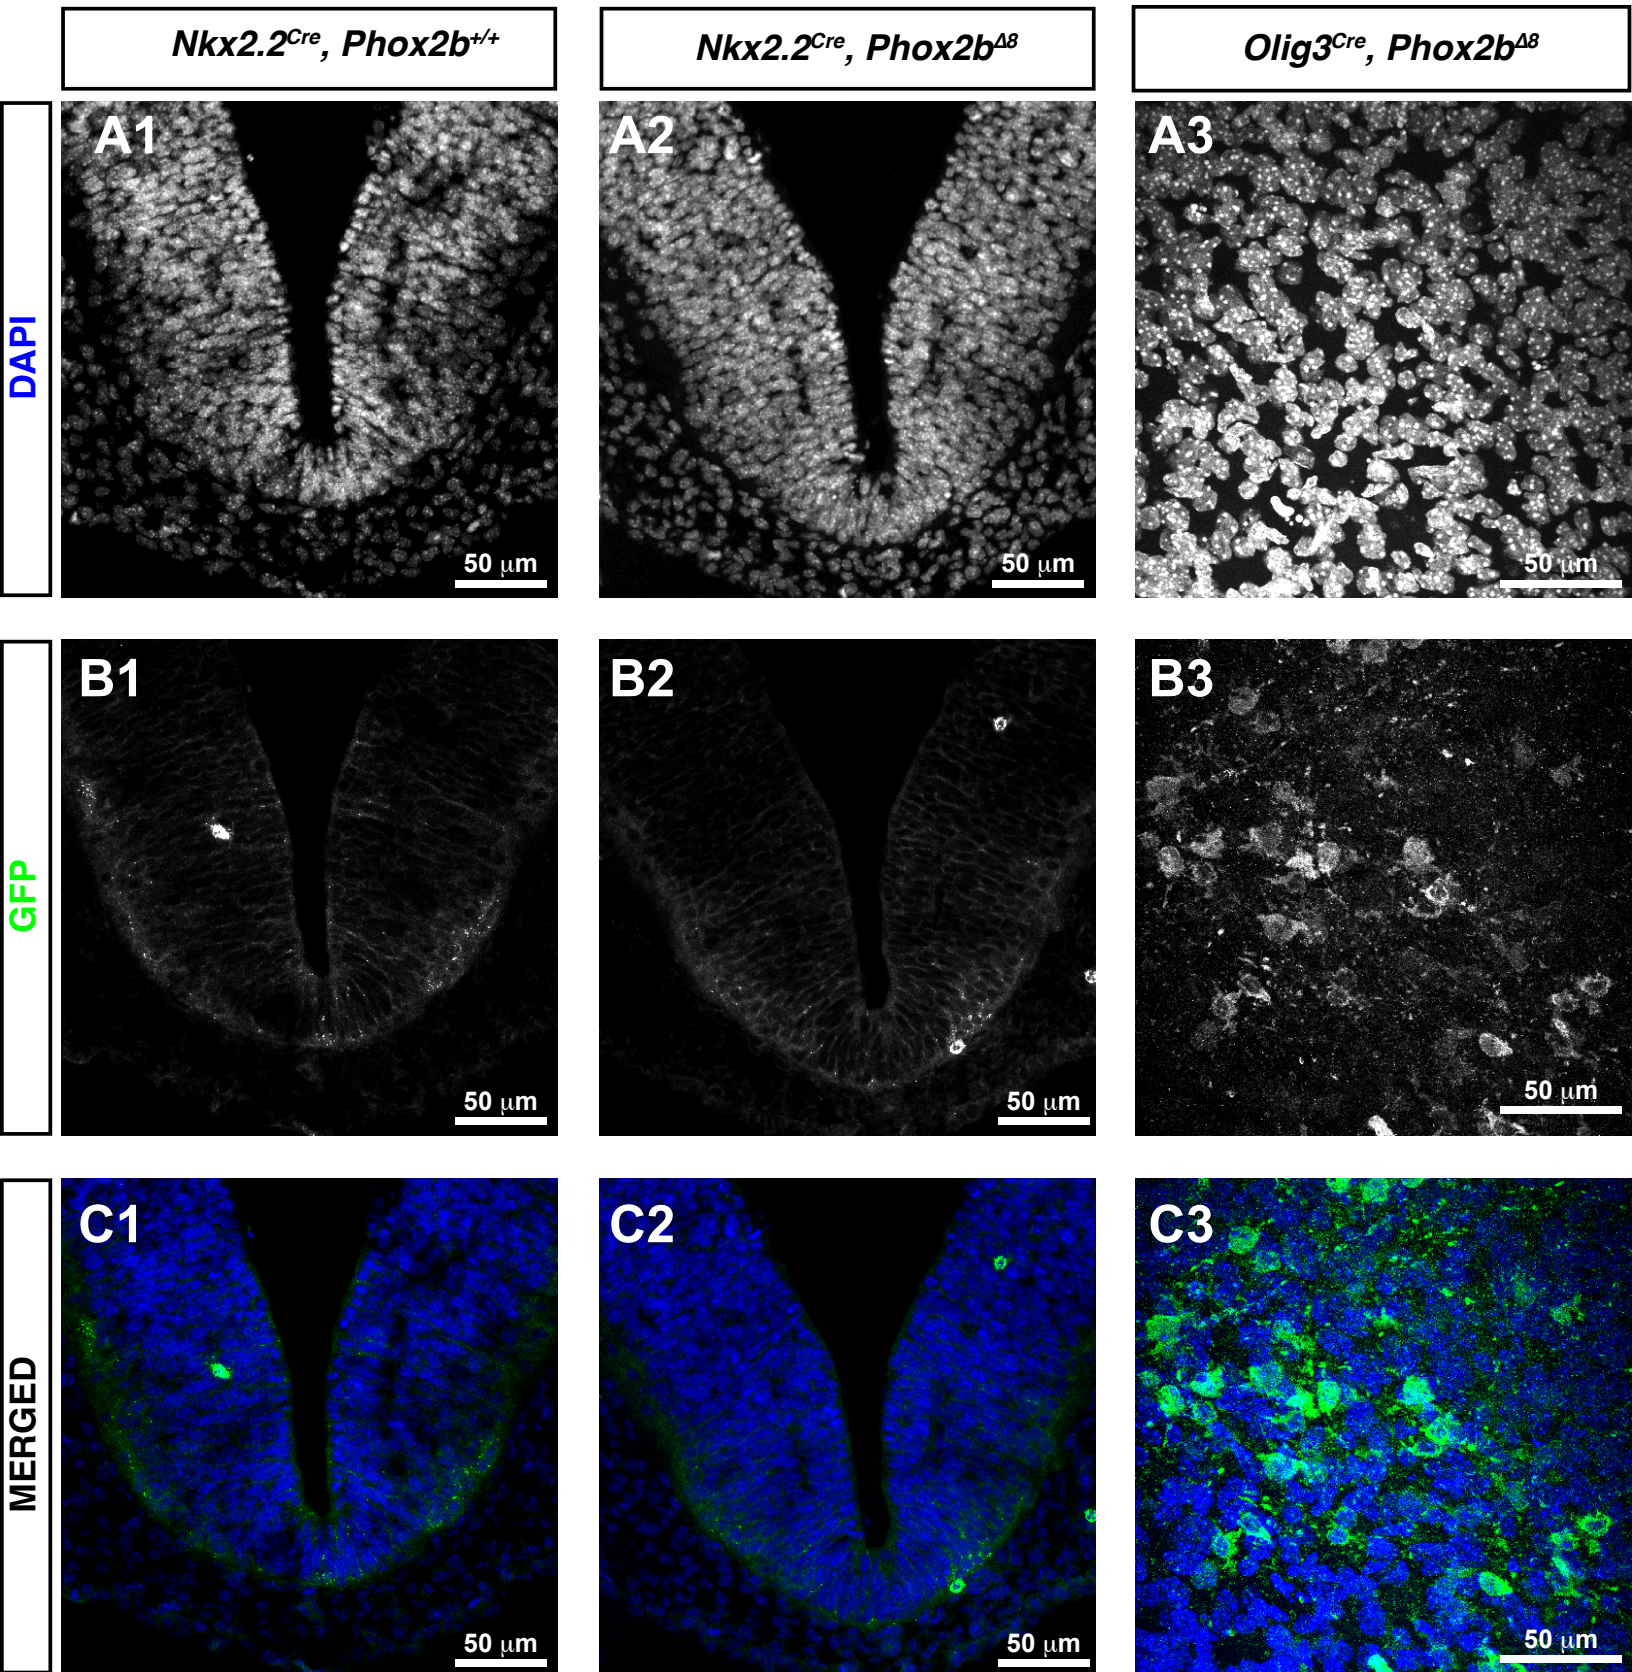 Nkx2.2Cre, Phox2b+/+
Nkx2.2Cre, Phox2bΔ8
Olig3Cre, Phox2bΔ8
DAPI
A1
50 μm
A2
50 μm
A3
50 μm
GFP
B1
50 μm
B2
50 μm
B3
50 μm
MERGED
C1
50 μm
C2
50 μm
C3
50 μm